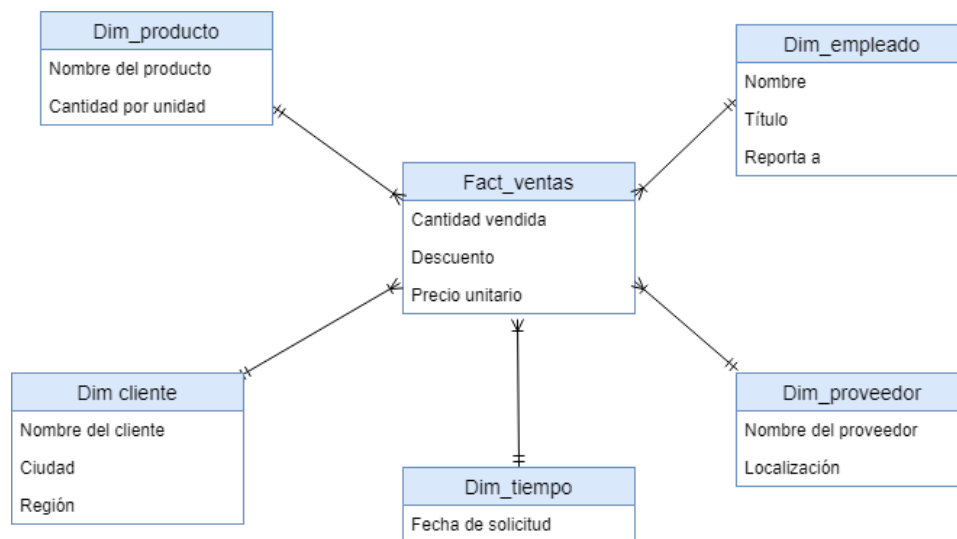 Dim_producto
Nombre del producto
Cantidad por unidad
Dim_empleado
Nombre
Título
Reporta a
Fact_ventas
Cantidad vendida
Descuento
Precio unitario
Dim cliente
Nombre del cliente
Ciudad
Región
Dim_tiempo
Fecha de solicitud
Dim_proveedor
Nombre del proveedor
Localización